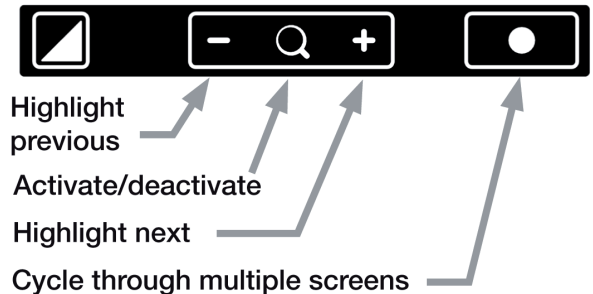 Highlight
previous
Activate/deactivate
Highlight next
Cycle through multiple screens